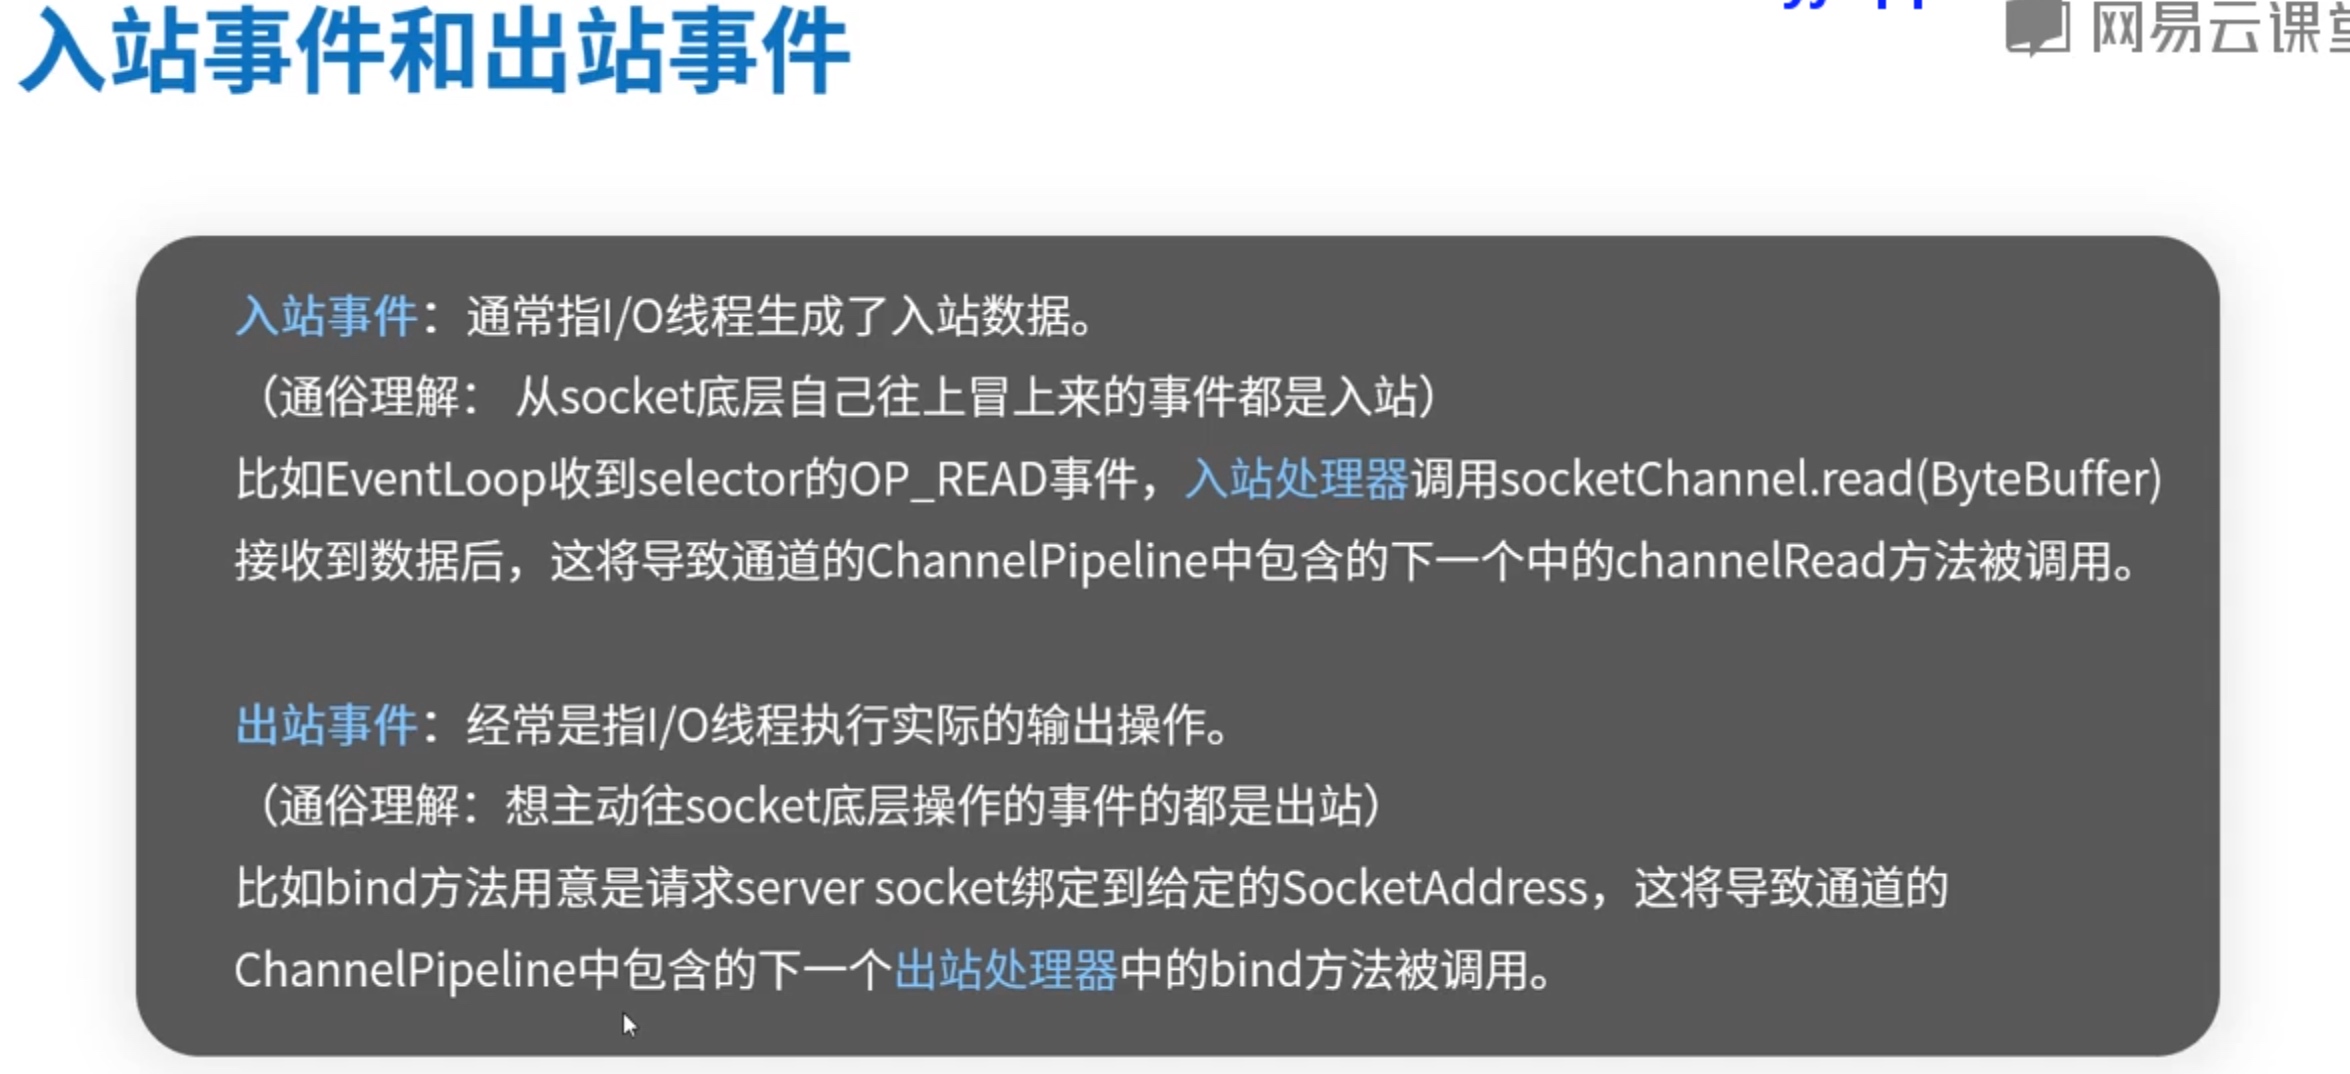 入站事件和出站事件
网易云课堂
入站事件：通常指I/O线程生成了入站数据。
（通俗理解： 从socket底层自己往上冒上来的事件都是入站）
比如EventLoop收到selector的OP_READ事件，入站处理器调用socketChannel.read(ByteBuffer)
接收到数据后，这将导致通道的ChannelPipeline中包含的下一个中的channelRead方法被调用。
出站事件：经常是指I/O线程执行实际的输出操作。
（通俗理解：想主动往socket底层操作的事件的都是出站）
比如bind方法用意是请求server socket绑定到给定的SocketAddress，这将导致通道的
ChannelPipeline中包含的下一个出站处理器中的bind方法被调用。